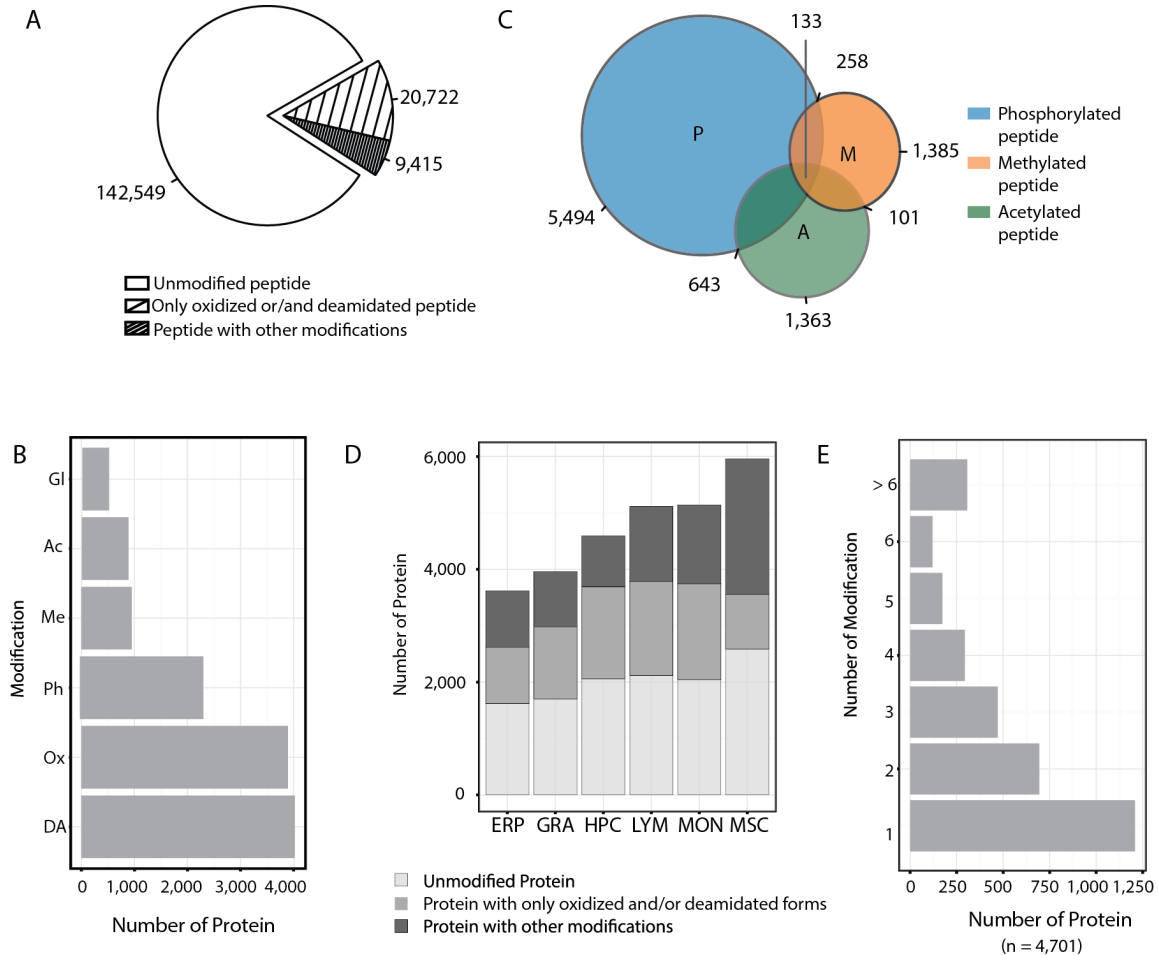 A
20,722
9,415
142,549
Unmodified peptide
Only oxidized or/and deamidated peptide
Peptide with other modifications
C
133
258
P
M
1,385
A
5,494
101
643
1,363
Phosphorylated
peptide
Methylated
peptide
Acetylated
peptide
B
Modification
Gl
Ac
Me
Ph
Ox
DA
0 1,000 2,000 3,000 4,000
Number of Protein
D
Number of Protein
6,000
4,000
2,000
0
ERP GRA HPC LYM MON MSC
Unmodified Protein
Protein with only oxidized and/or deamidated forms
Protein with other modifications
E
Number of Modification
> 6
6
5
4
3
2
1
0 250 500 750 1,000 1,250
Number of Protein
(n = 4,701)